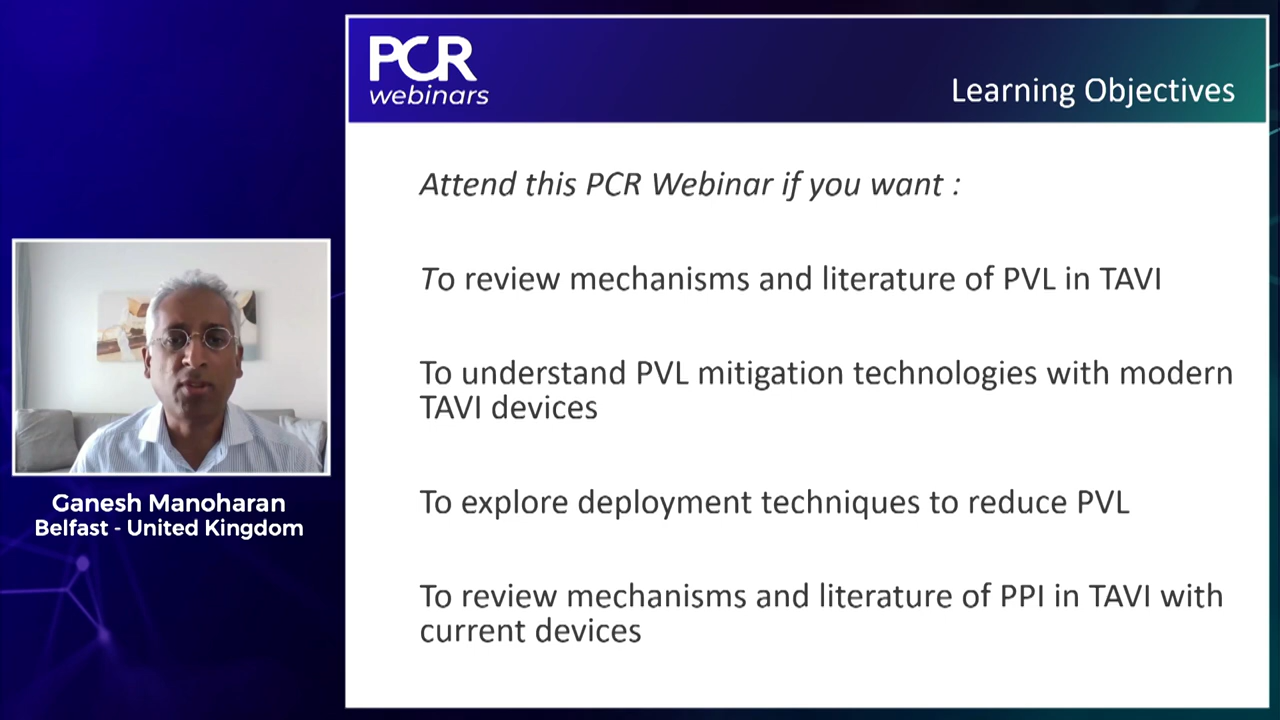 PCR
webinars
Learning Objectives
Attend this PCR Webinar if you want :
To review mechanisms and literature of PVL in TAVI
To understand PVL mitigation technologies with modern
TAVI devices
To explore deployment techniques to reduce PVL
To review mechanisms and literature of PPI in TAVI with
current devices
Ganesh Manoharan
Belfast - United Kingdom